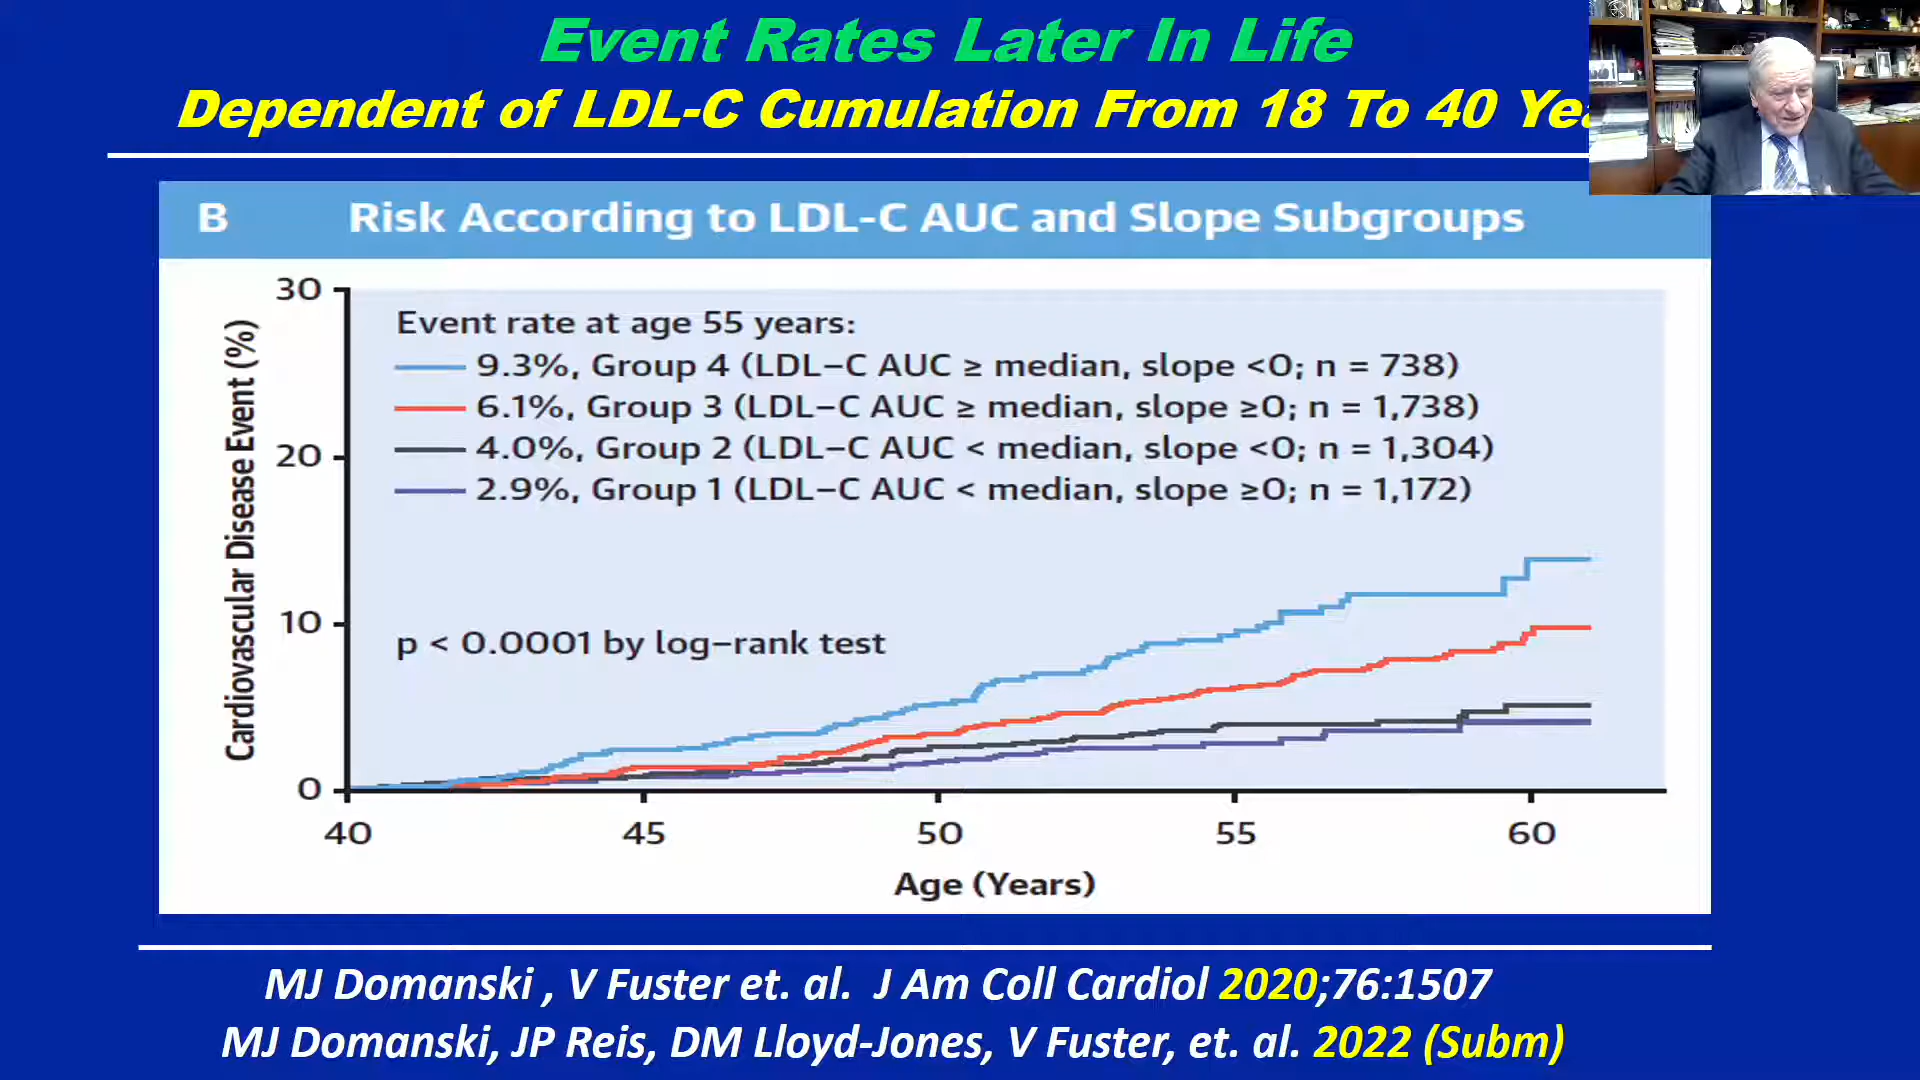 Event Rates Later In Life
Dependent of LDL-C Cumulation From 18 To 40
B Risk According to LDL-C AUC and Slope Subgroups
Cardiovascular Disease Event (%)
30
20
10
0
Event rate at age 55 years:
9.3%, Group 4 (LDL–C AUC ≥ median, slope <0; n = 738)
6.1%, Group 3 (LDL–C AUC ≥ median, slope ≥0; n = 1,738)
4.0%, Group 2 (LDL–C AUC < median, slope <0; n = 1,304)
2.9%, Group 1 (LDL–C AUC < median, slope ≥0; n = 1,172)
p < 0.0001 by log–rank test
40 45 50 55 60
Age (Years)
MJ Domanski , V Fuster et. al. J Am Coll Cardiol 2020;76:1507
MJ Domanski, JP Reis, DM Lloyd-Jones, V Fuster, et. al. 2022 (Subm)